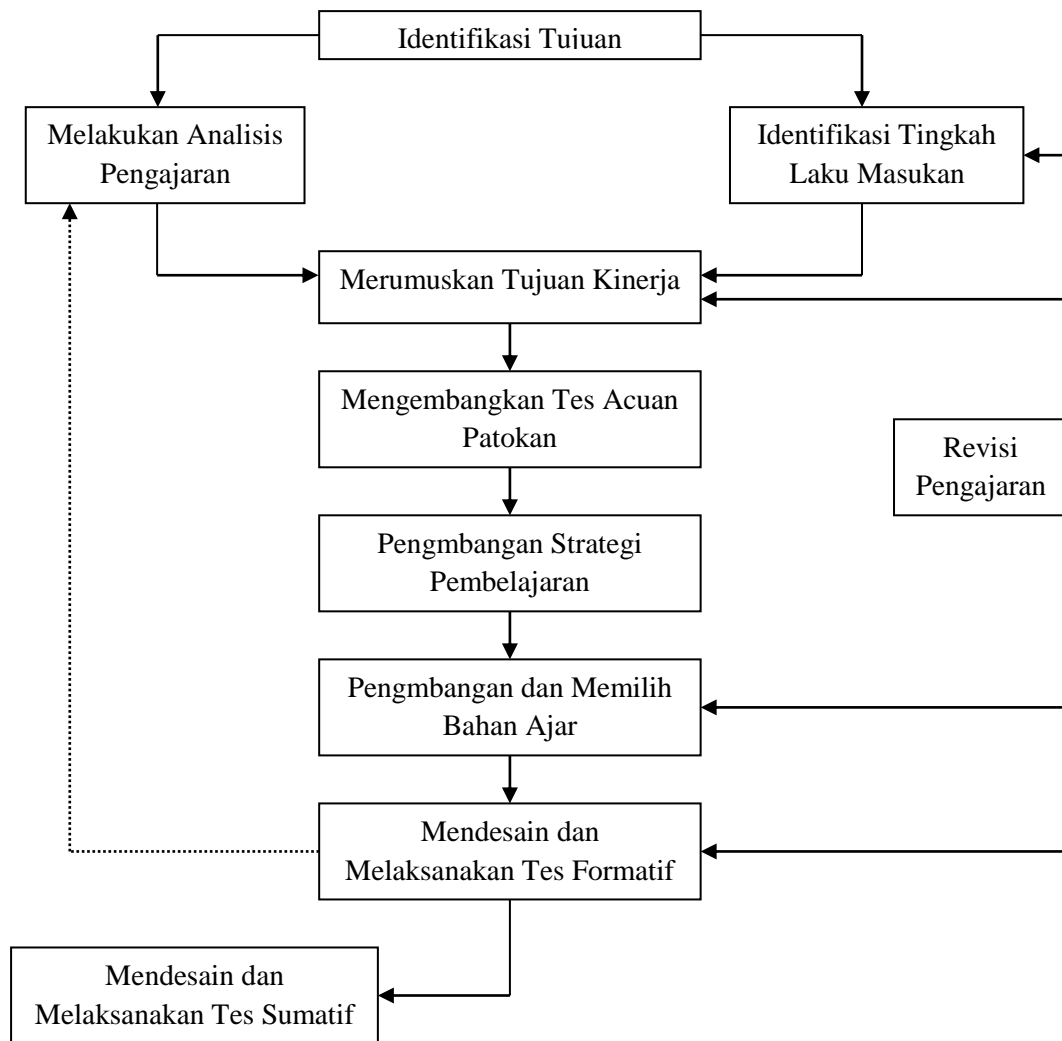 Identifikasi Tujuan
Melakukan Analisis
Pengajaran
Identifikasi Tingkah
Laku Masukan
Merumuskan Tujuan Kinerja
Mengembangkan Tes Acuan
Patokan
Revisi
Pengajaran
Pengmbangan Strategi
Pembelajaran
Pengmbangan dan Memilih
Bahan Ajar
Mendesain dan
Melaksanakan Tes Formatif
Mendesain dan
Melaksanakan Tes Sumatif